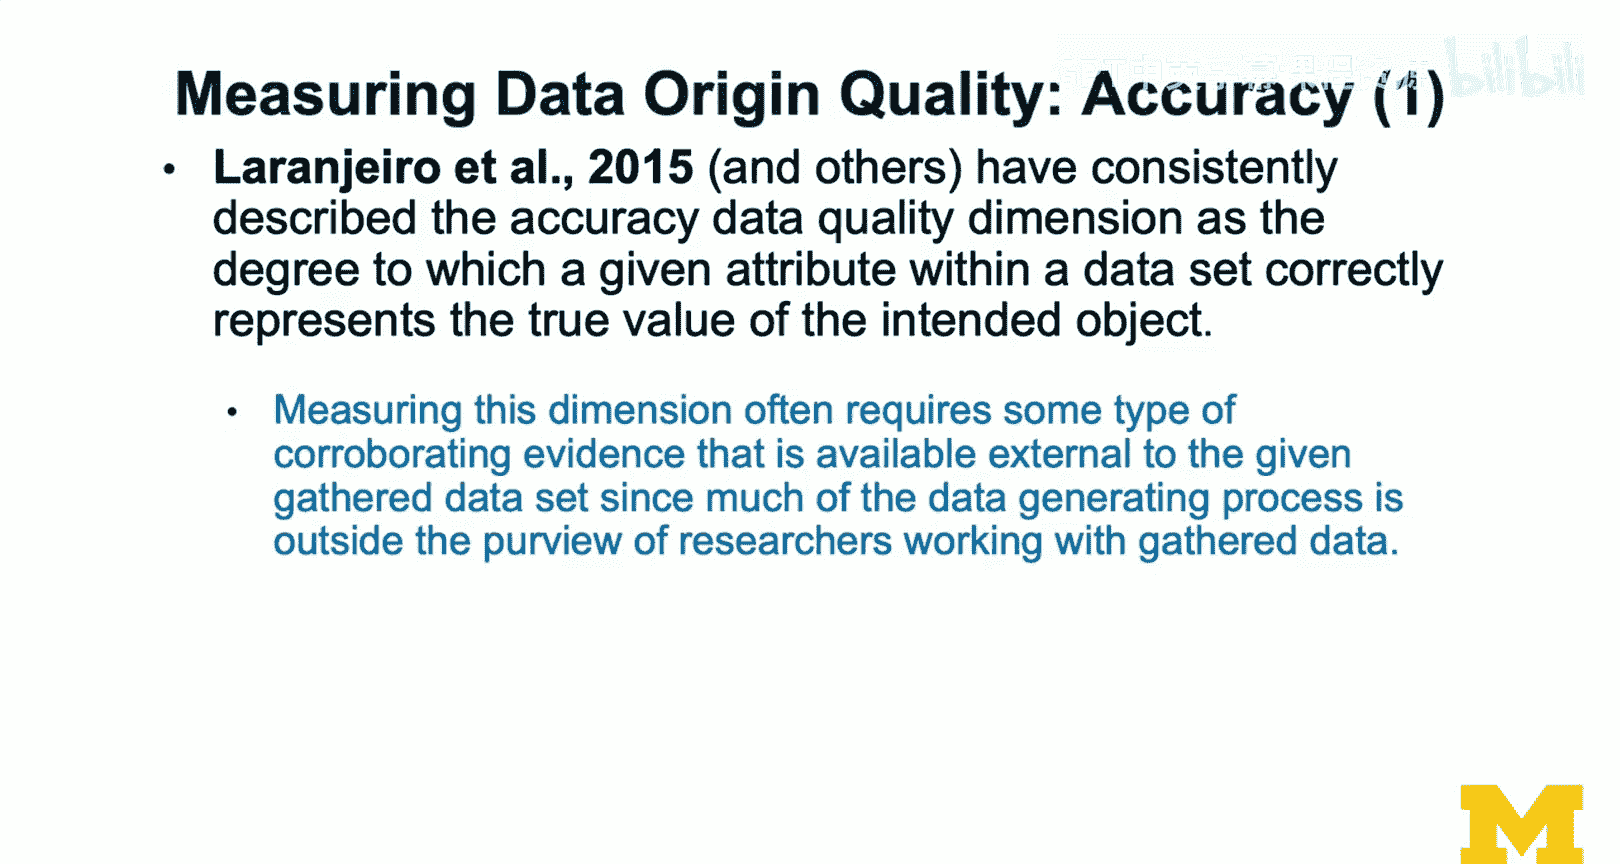 Measuring Data Origin Quality: Accuracy (1)
• Laranjeiro et al., 2015 (and others) have consistently
described the accuracy data quality dimension as the
degree to which a given attribute within a data set correctly
represents the true value of the intended object.
• Measuring this dimension often requires some type of
corroborating evidence that is available external to the given
gathered data set since much of the data generating process is
outside the purview of researchers working with gathered data.
bilibili
M